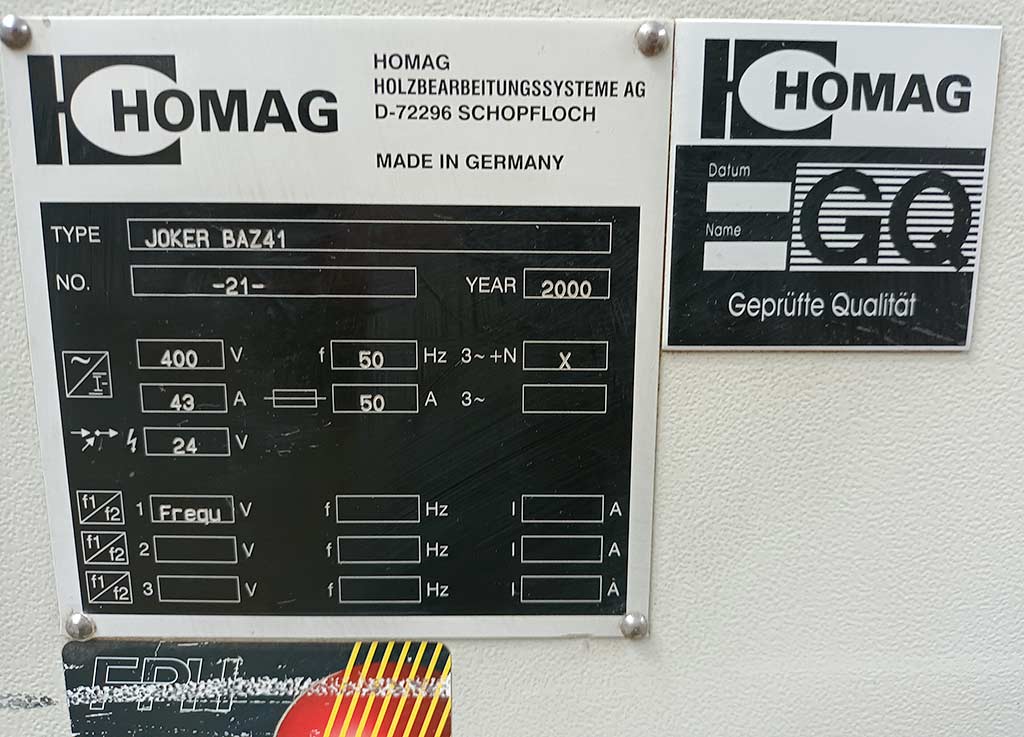 HOMAG
HOMAG
HOLZBEARBEITUNGSSYSTEME AG
D-72296 SCHOPFLOCH
MADE IN GERMANY
TYPE JOKER BAZ41
NO. -21- YEAR 2000
~ 400 V f 50 Hz 3~+N X
43 A 50 A 3~
24 V
f1/f2 1 Frequ V f Hz I A
f1/f2 2 V f Hz I A
f1/f2 3 V f Hz I A
HOMAG
Datum
Name
GQ
Geprüfte Qualität
FPH